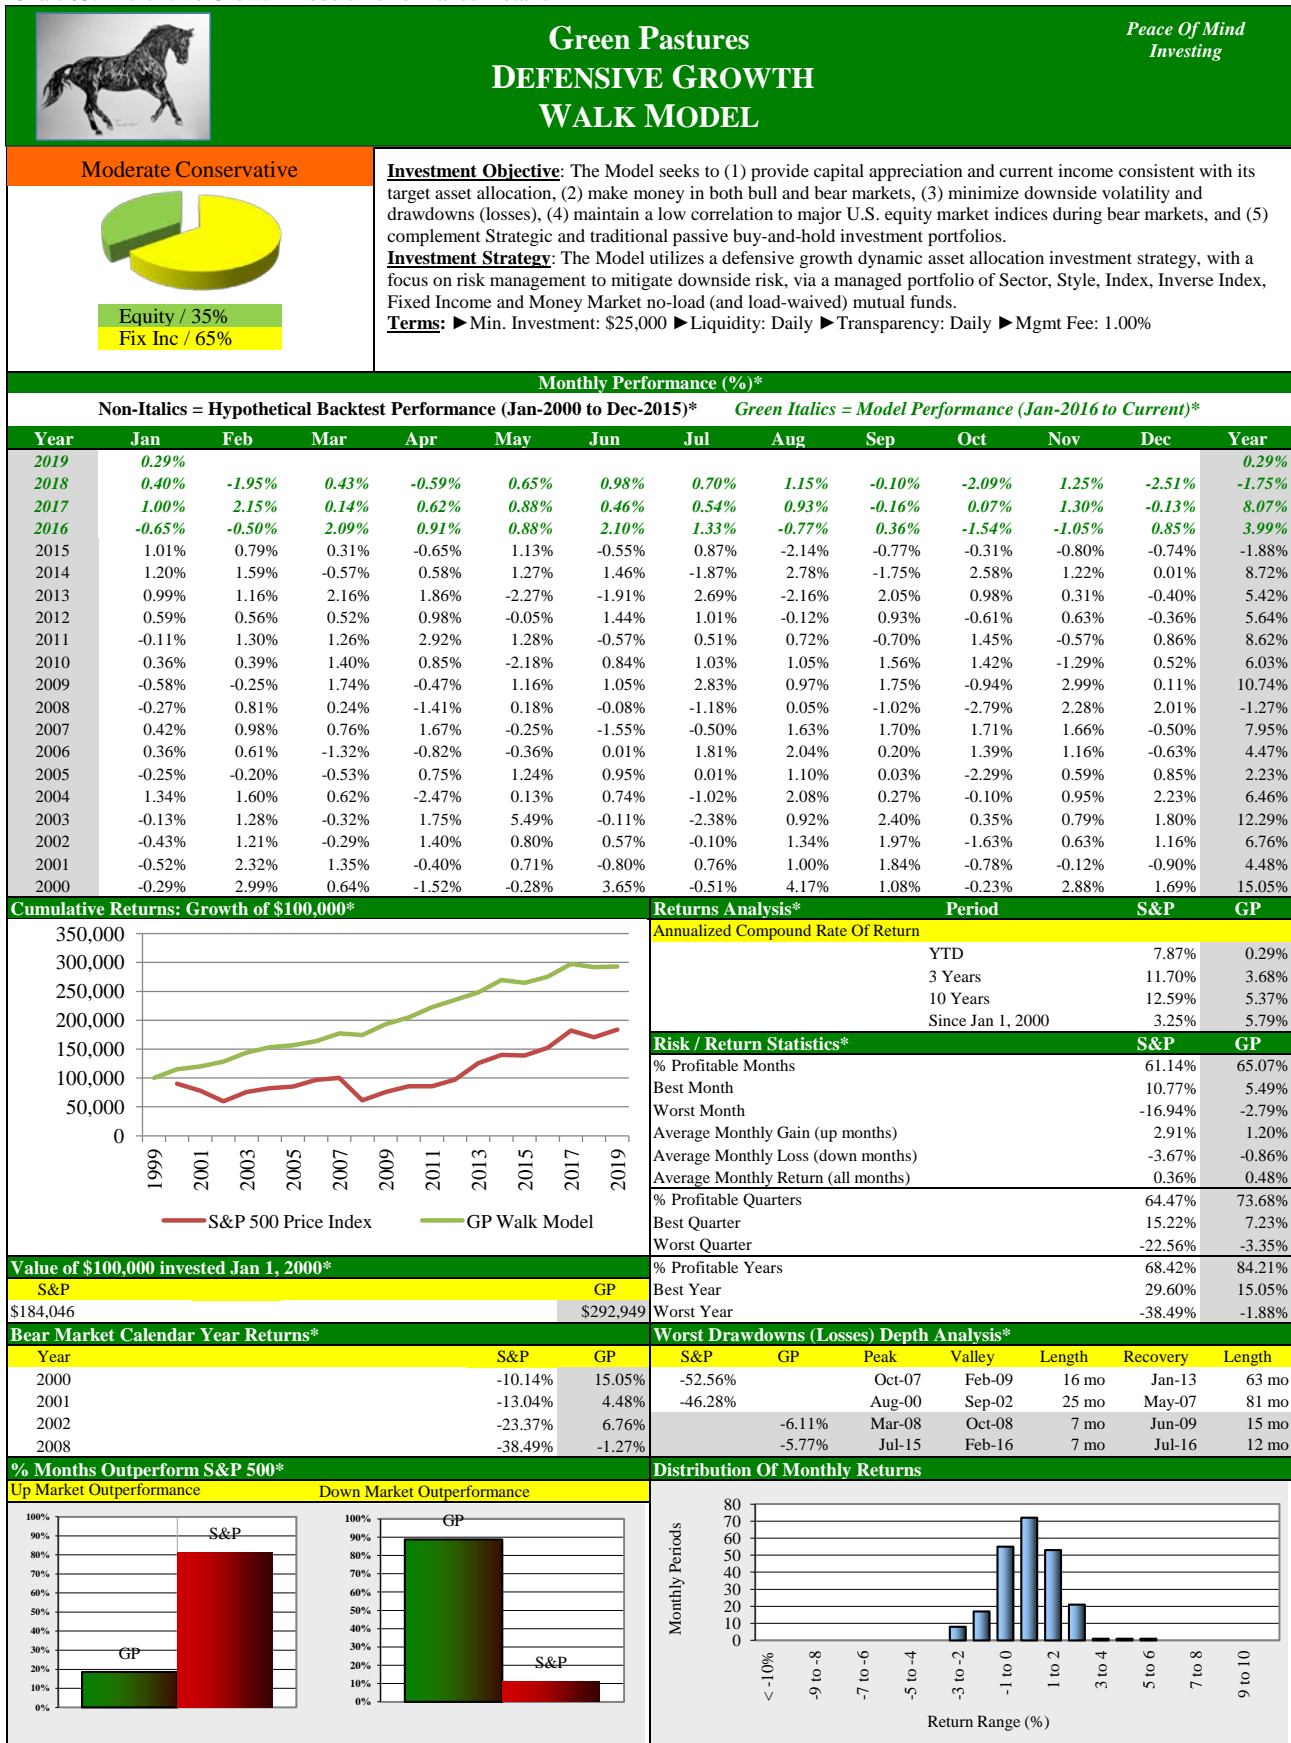 Green Pastures
DEFENSIVE GROWTH
WALK MODEL
Peace Of Mind
Investing
Moderate Conservative
Equity / 35%
Fix Inc / 65%
Investment Objective: The Model seeks to (1) provide capital appreciation and current income consistent with its
target asset allocation, (2) make money in both bull and bear markets, (3) minimize downside volatility and
drawdowns (losses), (4) maintain a low correlation to major U.S. equity market indices during bear markets, and (5)
complement Strategic and traditional passive buy-and-hold investment portfolios.
Investment Strategy: The Model utilizes a defensive growth dynamic asset allocation investment strategy, with a
focus on risk management to mitigate downside risk, via a managed portfolio of Sector, Style, Index, Inverse Index,
Fixed Income and Money Market no-load (and load-waived) mutual funds.
Terms: ►Min. Investment: $25,000 ►Liquidity: Daily ►Transparency: Daily ►Mgmt Fee: 1.00%
Monthly Performance (%)*
Non-Italics = Hypothetical Backtest Performance (Jan-2000 to Dec-2015)* Green Italics = Model Performance (Jan-2016 to Current)*
Year Jan Feb Mar Apr May Jun Jul Aug Sep Oct Nov Dec Year
2019 0.29% 0.29%
2018 0.40% -1.95% 0.43% -0.59% 0.65% 0.98% 0.70% 1.15% -0.10% -2.09% 1.25% -2.51% -1.75%
2017 1.00% 2.15% 0.14% 0.62% 0.88% 0.46% 0.54% 0.93% -0.16% 0.07% 1.30% -0.13% 8.07%
2016 -0.65% -0.50% 2.09% 0.91% 0.88% 2.10% 1.33% -0.77% 0.36% -1.54% -1.05% 0.85% 3.99%
2015 1.01% 0.79% 0.31% -0.65% 1.13% -0.55% 0.87% -2.14% -0.77% -0.31% -0.80% -0.74% -1.88%
2014 1.20% 1.59% -0.57% 0.58% 1.27% 1.46% -1.87% 2.78% -1.75% 2.58% 1.22% 0.01% 8.72%
2013 0.99% 1.16% 2.16% 1.86% -2.27% -1.91% 2.69% -2.16% 2.05% 0.98% 0.31% -0.40% 5.42%
2012 0.59% 0.56% 0.52% 0.98% -0.05% 1.44% 1.01% -0.12% 0.93% -0.61% 0.63% -0.36% 5.64%
2011 -0.11% 1.30% 1.26% 2.92% 1.28% -0.57% 0.51% 0.72% -0.70% 1.45% -0.57% 0.86% 8.62%
2010 0.36% 0.39% 1.40% 0.85% -2.18% 0.84% 1.03% 1.05% 1.56% 1.42% -1.29% 0.52% 6.03%
2009 -0.58% -0.25% 1.74% -0.47% 1.16% 1.05% 2.83% 0.97% 1.75% -0.94% 2.99% 0.11% 10.74%
2008 -0.27% 0.81% 0.24% -1.41% 0.18% -0.08% -1.18% 0.05% -1.02% -2.79% 2.28% 2.01% -1.27%
2007 0.42% 0.98% 0.76% 1.67% -0.25% -1.55% -0.50% 1.63% 1.70% 1.71% 1.66% -0.50% 7.95%
2006 0.36% 0.61% -1.32% -0.82% -0.36% 0.01% 1.81% 2.04% 0.20% 1.39% 1.16% -0.63% 4.47%
2005 -0.25% -0.20% -0.53% 0.75% 1.24% 0.95% 0.01% 1.10% 0.03% -2.29% 0.59% 0.85% 2.23%
2004 1.34% 1.60% 0.62% -2.47% 0.13% 0.74% -1.02% 2.08% 0.27% -0.10% 0.95% 2.23% 6.46%
2003 -0.13% 1.28% -0.32% 1.75% 5.49% -0.11% -2.38% 0.92% 2.40% 0.35% 0.79% 1.80% 12.29%
2002 -0.43% 1.21% -0.29% 1.40% 0.80% 0.57% -0.10% 1.34% 1.97% -1.63% 0.63% 1.16% 6.76%
2001 -0.52% 2.32% 1.35% -0.40% 0.71% -0.80% 0.76% 1.00% 1.84% -0.78% -0.12% -0.90% 4.48%
2000 -0.29% 2.99% 0.64% -1.52% -0.28% 3.65% -0.51% 4.17% 1.08% -0.23% 2.88% 1.69% 15.05%
Cumulative Returns: Growth of $100,000*
350,000
300,000
250,000
200,000
150,000
100,000
50,000
0
1999 2001 2003 2005 2007 2009 2011 2013 2015 2017 2019
S&P 500 Price Index GP Walk Model
Returns Analysis* Period S&P GP
Annualized Compound Rate Of Return
YTD 7.87% 0.29%
3 Years 11.70% 3.68%
10 Years 12.59% 5.37%
Since Jan 1, 2000 3.25% 5.79%
Risk / Return Statistics* S&P GP
% Profitable Months 61.14% 65.07%
Best Month 10.77% 5.49%
Worst Month -16.94% -2.79%
Average Monthly Gain (up months) 2.91% 1.20%
Average Monthly Loss (down months) -3.67% -0.86%
Average Monthly Return (all months) 0.36% 0.48%
% Profitable Quarters 64.47% 73.68%
Best Quarter 15.22% 7.23%
Worst Quarter -22.56% -3.35%
% Profitable Years 68.42% 84.21%
Best Year 29.60% 15.05%
Worst Year -38.49% -1.88%
Value of $100,000 invested Jan 1, 2000*
S&P GP
$184,046 $292,949
Bear Market Calendar Year Returns*
Year S&P GP
2000 -10.14% 15.05%
2001 -13.04% 4.48%
2002 -23.37% 6.76%
2008 -38.49% -1.27%
Worst Drawdowns (Losses) Depth Analysis*
S&P GP Peak Valley Length Recovery Length
-52.56% Oct-07 Feb-09 16 mo Jan-13 63 mo
-46.28% Aug-00 Sep-02 25 mo May-07 81 mo
-6.11% Mar-08 Oct-08 7 mo Jun-09 15 mo
-5.77% Jul-15 Feb-16 7 mo Jul-16 12 mo
% Months Outperform S&P 500*
Up Market Outperformance Down Market Outperformance
100%
90%
80%
70%
60%
50%
40%
30%
20%
10%
0%
GP
S&P
100%
90%
80%
70%
60%
50%
40%
30%
20%
10%
0%
GP
S&P
Distribution Of Monthly Returns
Monthly Periods
80
70
60
50
40
30
20
10
0
< -10% -9 to -8 -7 to -6 -5 to -4 -3 to -2 -1 to 0 1 to 2 3 to 4 5 to 6 7 to 8 9 to 10
Return Range (%)